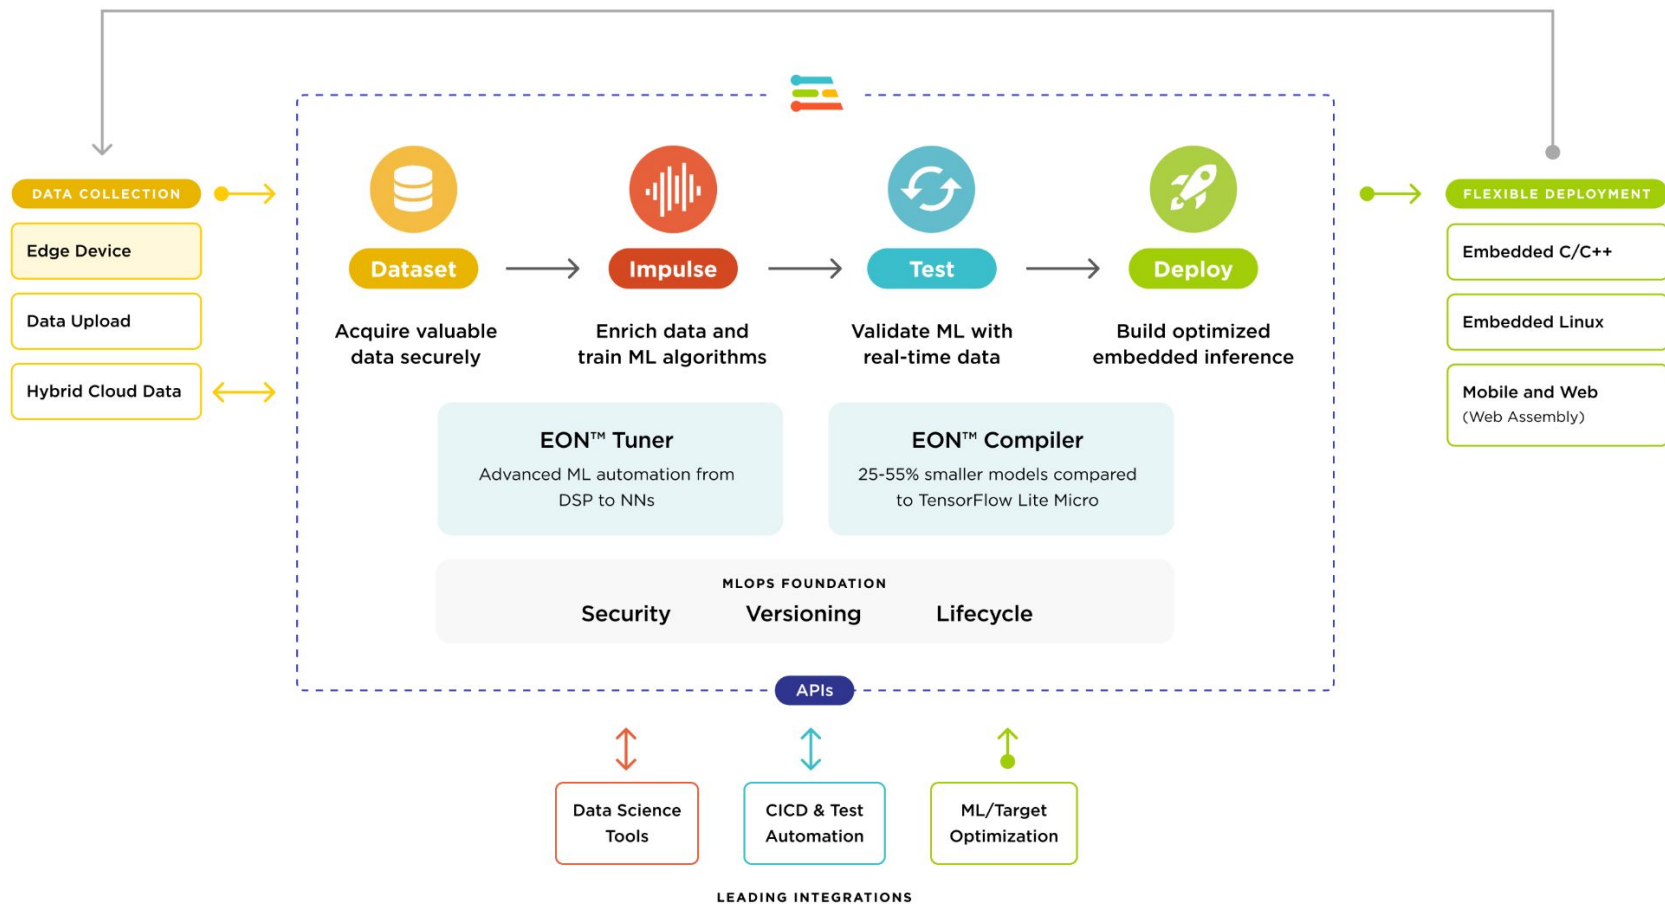 DATA COLLECTION
Edge Device
Data Upload
Hybrid Cloud Data
Dataset
Acquire valuable
data securely
Impulse
Enrich data and
train ML algorithms
Test
Validate ML with
real-time data
Deploy
Build optimized
embedded inference
EON™ Tuner
Advanced ML automation from
DSP to NNs
EON™ Compiler
25-55% smaller models compared
to TensorFlow Lite Micro
MLOPS FOUNDATION
Security Versioning Lifecycle
APIs
FLEXIBLE DEPLOYMENT
Embedded C/C++
Embedded Linux
Mobile and Web
(Web Assembly)
Data Science
Tools
CICD & Test
Automation
ML/Target
Optimization
LEADING INTEGRATIONS